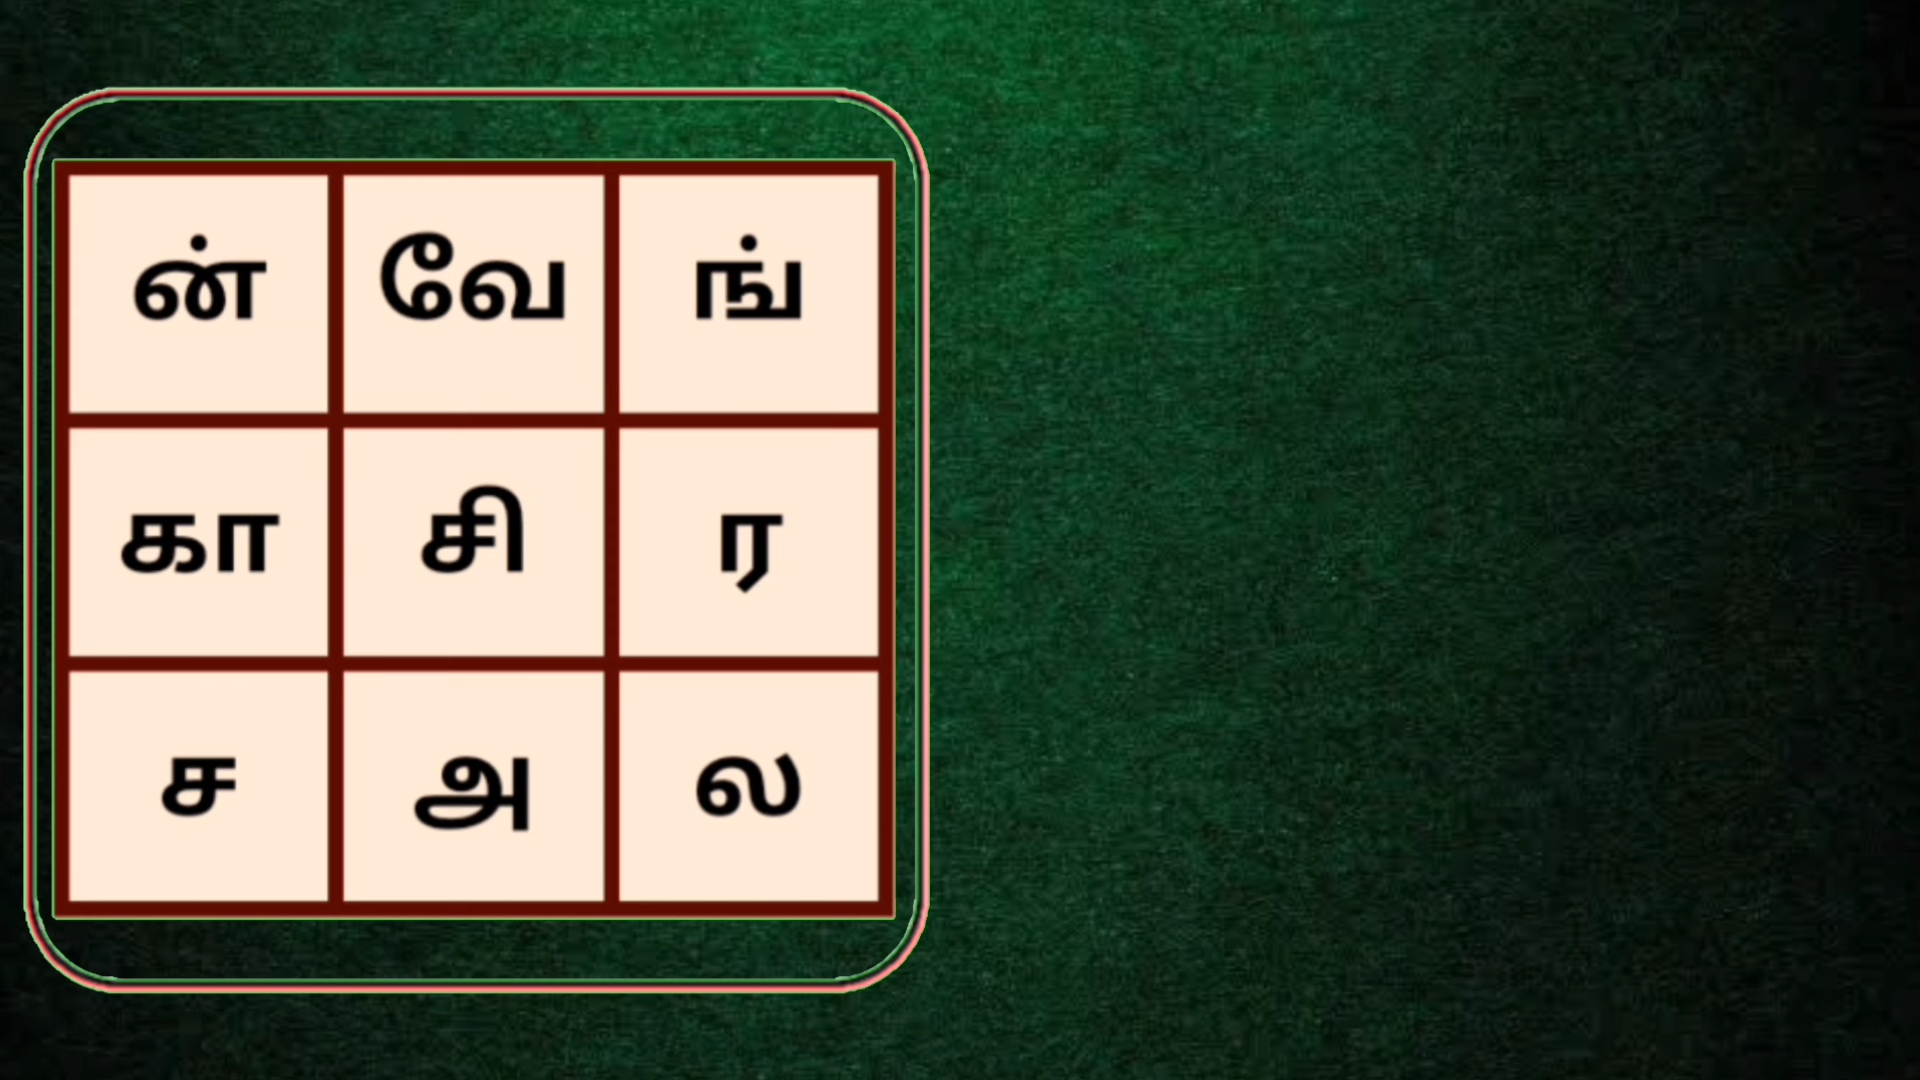 ன் வே ங்
கா சி ர
ச அ ல